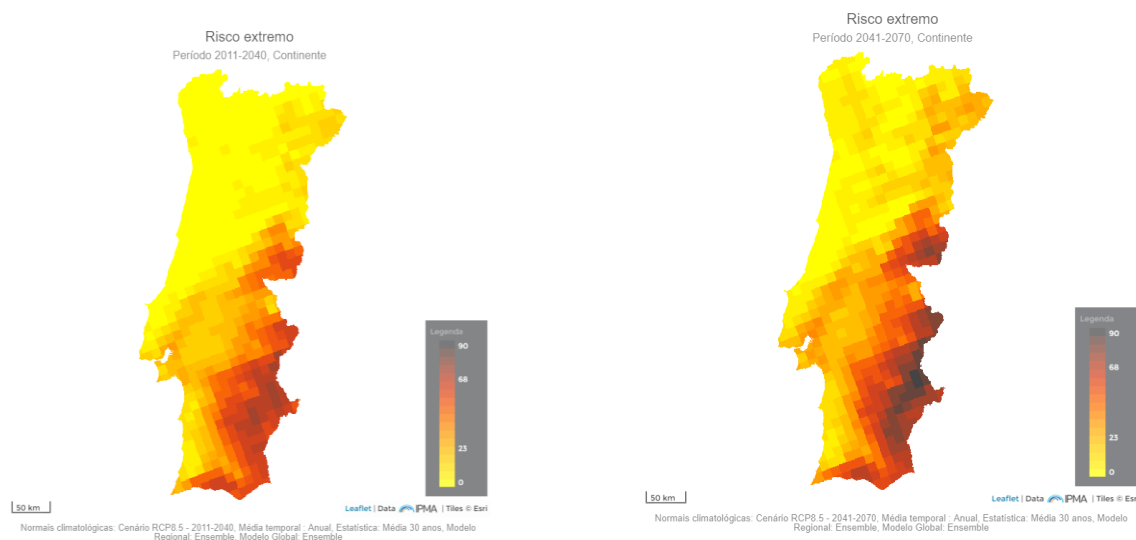 Risco extremo
Período 2011-2040, Continente
Legenda
90
68
23
0
50 km
Leaflet | Data IPMA | Tiles © Esri
Normais climatológicas: Cenário RCP8.5 - 2011-2040, Média temporal : Anual, Estatística: Média 30 anos, Modelo
Regional: Ensemble, Modelo Global: Ensemble
Risco extremo
Período 2041-2070, Continente
Legenda
90
68
23
0
50 km
Leaflet | Data IPMA | Tiles © Esri
Normais climatológicas: Cenário RCP8.5 - 2041-2070, Média temporal : Anual, Estatística: Média 30 anos, Modelo
Regional: Ensemble, Modelo Global: Ensemble